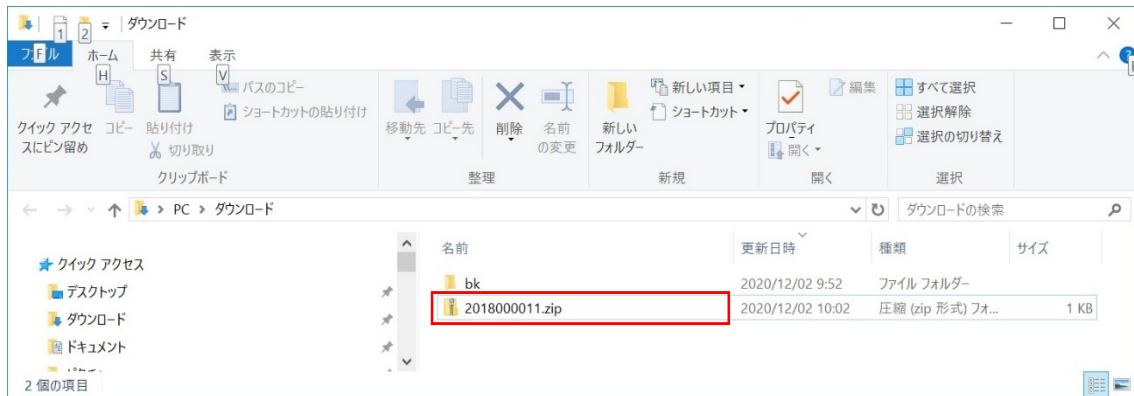 ダウンロード
1 2
ファイル ホーム 共有 表示
F H S V
クイック アクセスにピン留め
コピー
貼り付け
パスのコピー
ショートカットの貼り付け
切り取り
クリップボード
移動先
コピー先
削除
名前の変更
整理
新しいフォルダー
新しい項目
ショートカット
新規
プロパティ
開く
編集
開く
すべて選択
選択解除
選択の切り替え
選択
PC > ダウンロード
ダウンロードの検索
クイック アクセス
デスクトップ
ダウンロード
ドキュメント
名前 更新日時 種類 サイズ
bk 2020/12/02 9:52 ファイル フォルダー
2018000011.zip 2020/12/02 10:02 圧縮 (zip 形式) フォ... 1 KB
2 個の項目